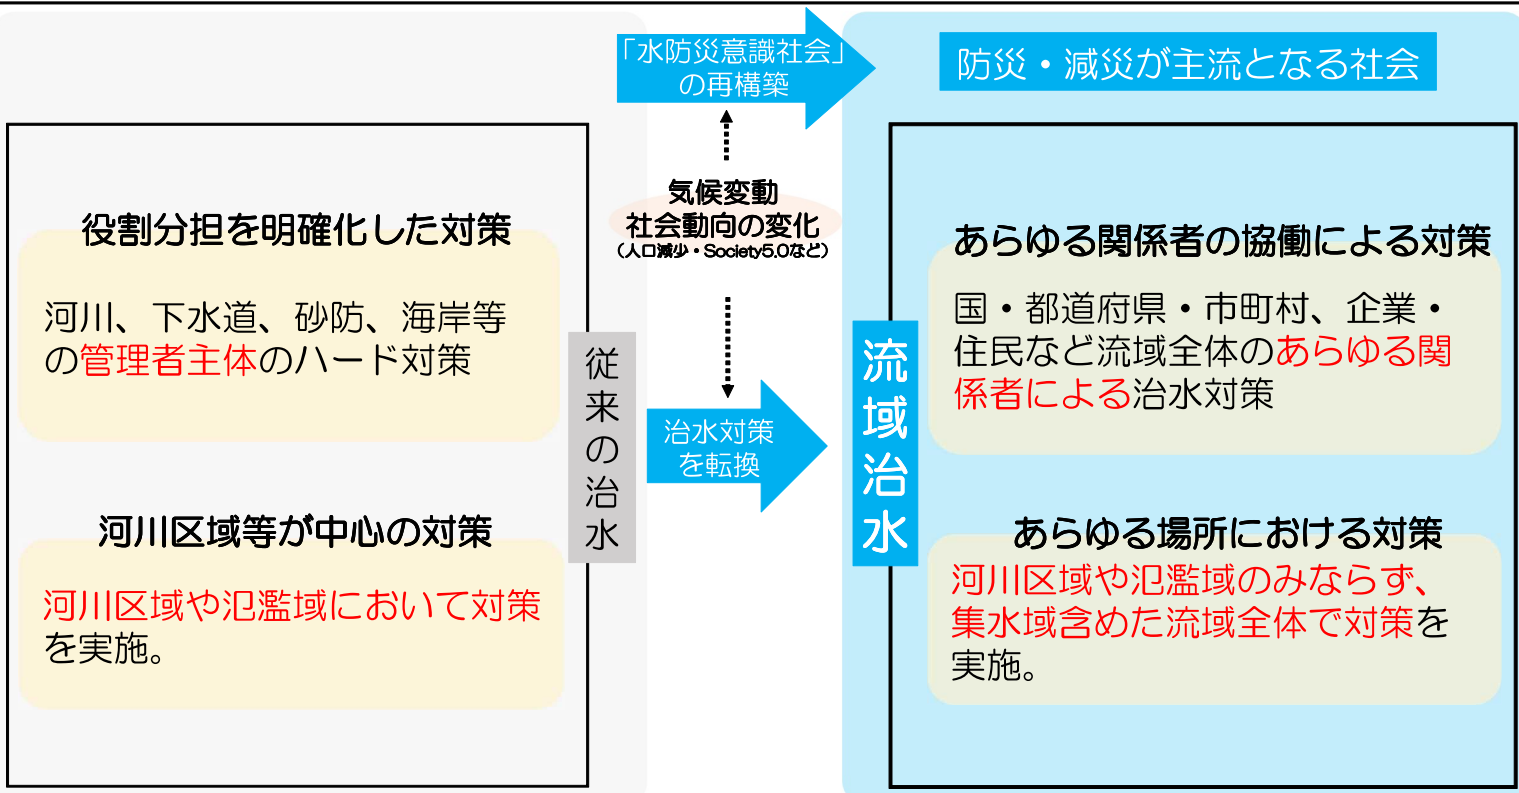 「水防災意識社会」
の再構築
防災・減災が主流となる社会
気候変動
社会動向の変化
(人口減少・Society5.0など)
役割分担を明確化した対策
河川、下水道、砂防、海岸等
の管理者主体のハード対策
河川区域等が中心の対策
河川区域や氾濫域において対策
を実施。
従来の治水
治水対策
を転換
流域治水
あらゆる関係者の協働による対策
国・都道府県・市町村、企業・
住民など流域全体のあらゆる関
係者による治水対策
あらゆる場所における対策
河川区域や氾濫域のみならず、
集水域含めた流域全体で対策を
実施。